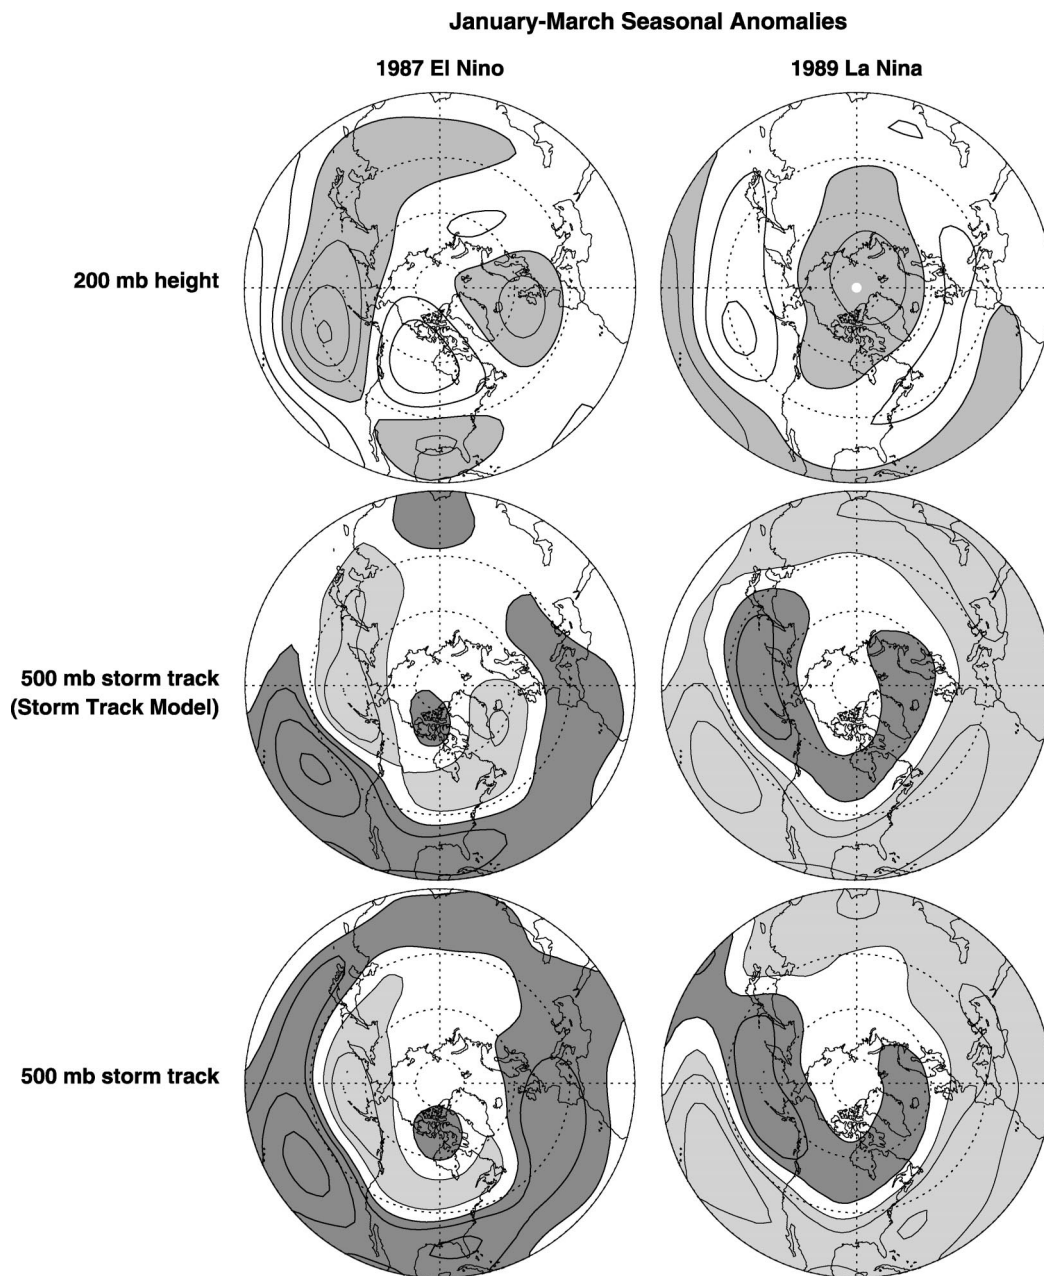 January-March Seasonal Anomalies
1987 El Nino
1989 La Nina
200 mb height
500 mb storm track
(Storm Track Model)
500 mb storm track